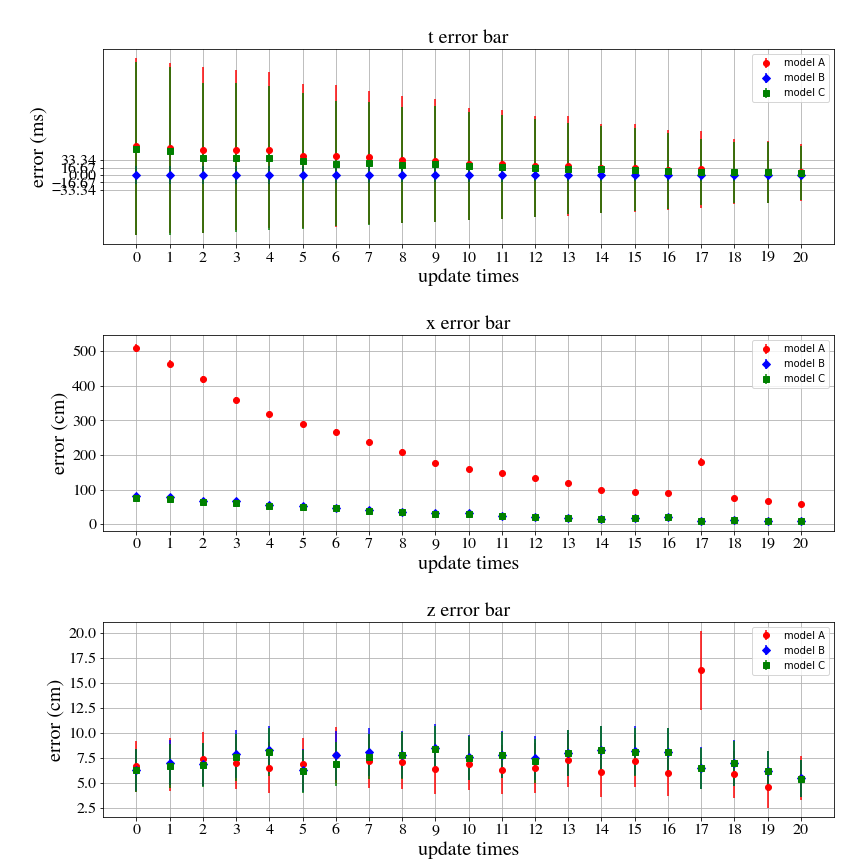 t error bar
error (ms)
33.34
16.67
0.00
−16.67
−33.34
model A
model B
model C
0 1 2 3 4 5 6 7 8 9 10 11 12 13 14 15 16 17 18 19 20
update times
x error bar
error (cm)
500
400
300
200
100
0
model A
model B
model C
0 1 2 3 4 5 6 7 8 9 10 11 12 13 14 15 16 17 18 19 20
update times
z error bar
error (cm)
20.0
17.5
15.0
12.5
10.0
7.5
5.0
2.5
model A
model B
model C
0 1 2 3 4 5 6 7 8 9 10 11 12 13 14 15 16 17 18 19 20
update times